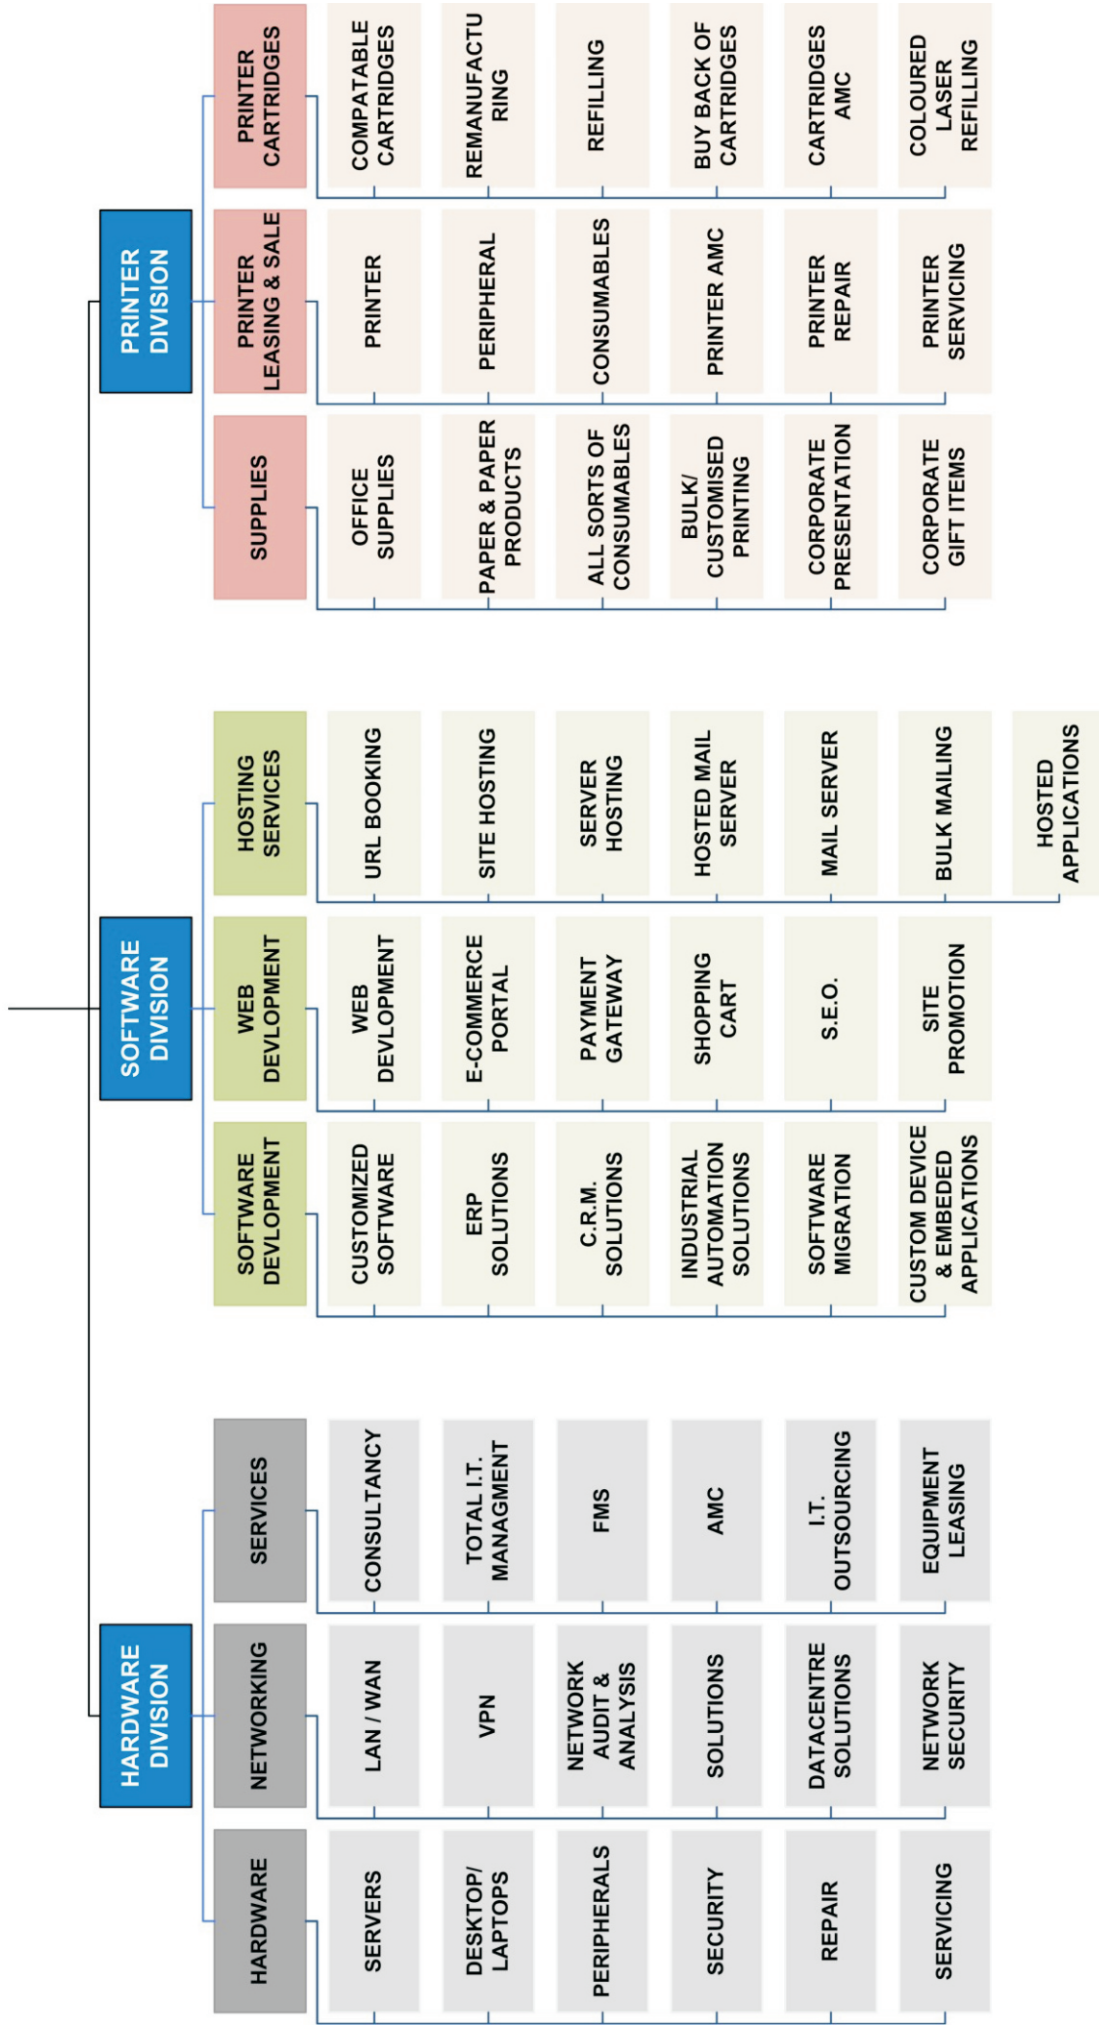 HARDWARE
DIVISION
HARDWARE
SERVERS
DESKTOP/
LAPTOPS
PERIPHERALS
SECURITY
REPAIR
SERVICING
NETWORKING
LAN / WAN
VPN
NETWORK
AUDIT &
ANALYSIS
SOLUTIONS
DATACENTRE
SOLUTIONS
NETWORK
SECURITY
SERVICES
CONSULTANCY
TOTAL I.T.
MANAGMENT
FMS
AMC
I.T.
OUTSOURCING
EQUIPMENT
LEASING
SOFTWARE
DIVISION
SOFTWARE
DEVLOPMENT
CUSTOMIZED
SOFTWARE
ERP
SOLUTIONS
C.R.M.
SOLUTIONS
INDUSTRIAL
AUTOMATION
SOLUTIONS
SOFTWARE
MIGRATION
CUSTOM DEVICE
& EMBEDED
APPLICATIONS
WEB
DEVLOPMENT
WEB
DEVLOPMENT
E-COMMERCE
PORTAL
PAYMENT
GATEWAY
SHOPPING
CART
S.E.O.
SITE
PROMOTION
HOSTING
SERVICES
URL BOOKING
SITE HOSTING
SERVER
HOSTING
HOSTED MAIL
SERVER
MAIL SERVER
BULK MAILING
HOSTED
APPLICATIONS
PRINTER
DIVISION
SUPPLIES
OFFICE
SUPPLIES
PAPER & PAPER
PRODUCTS
ALL SORTS OF
CONSUMABLES
BULK/
CUSTOMISED
PRINTING
CORPORATE
PRESENTATION
CORPORATE
GIFT ITEMS
PRINTER
LEASING & SALE
PRINTER
PERIPHERAL
CONSUMABLES
PRINTER AMC
PRINTER
REPAIR
PRINTER
SERVICING
PRINTER
CARTRIDGES
COMPATABLE
CARTRIDGES
REMANUFACTU
RING
REFILLING
BUY BACK OF
CARTRIDGES
CARTRIDGES
AMC
COLOURED
LASER
REFILLING